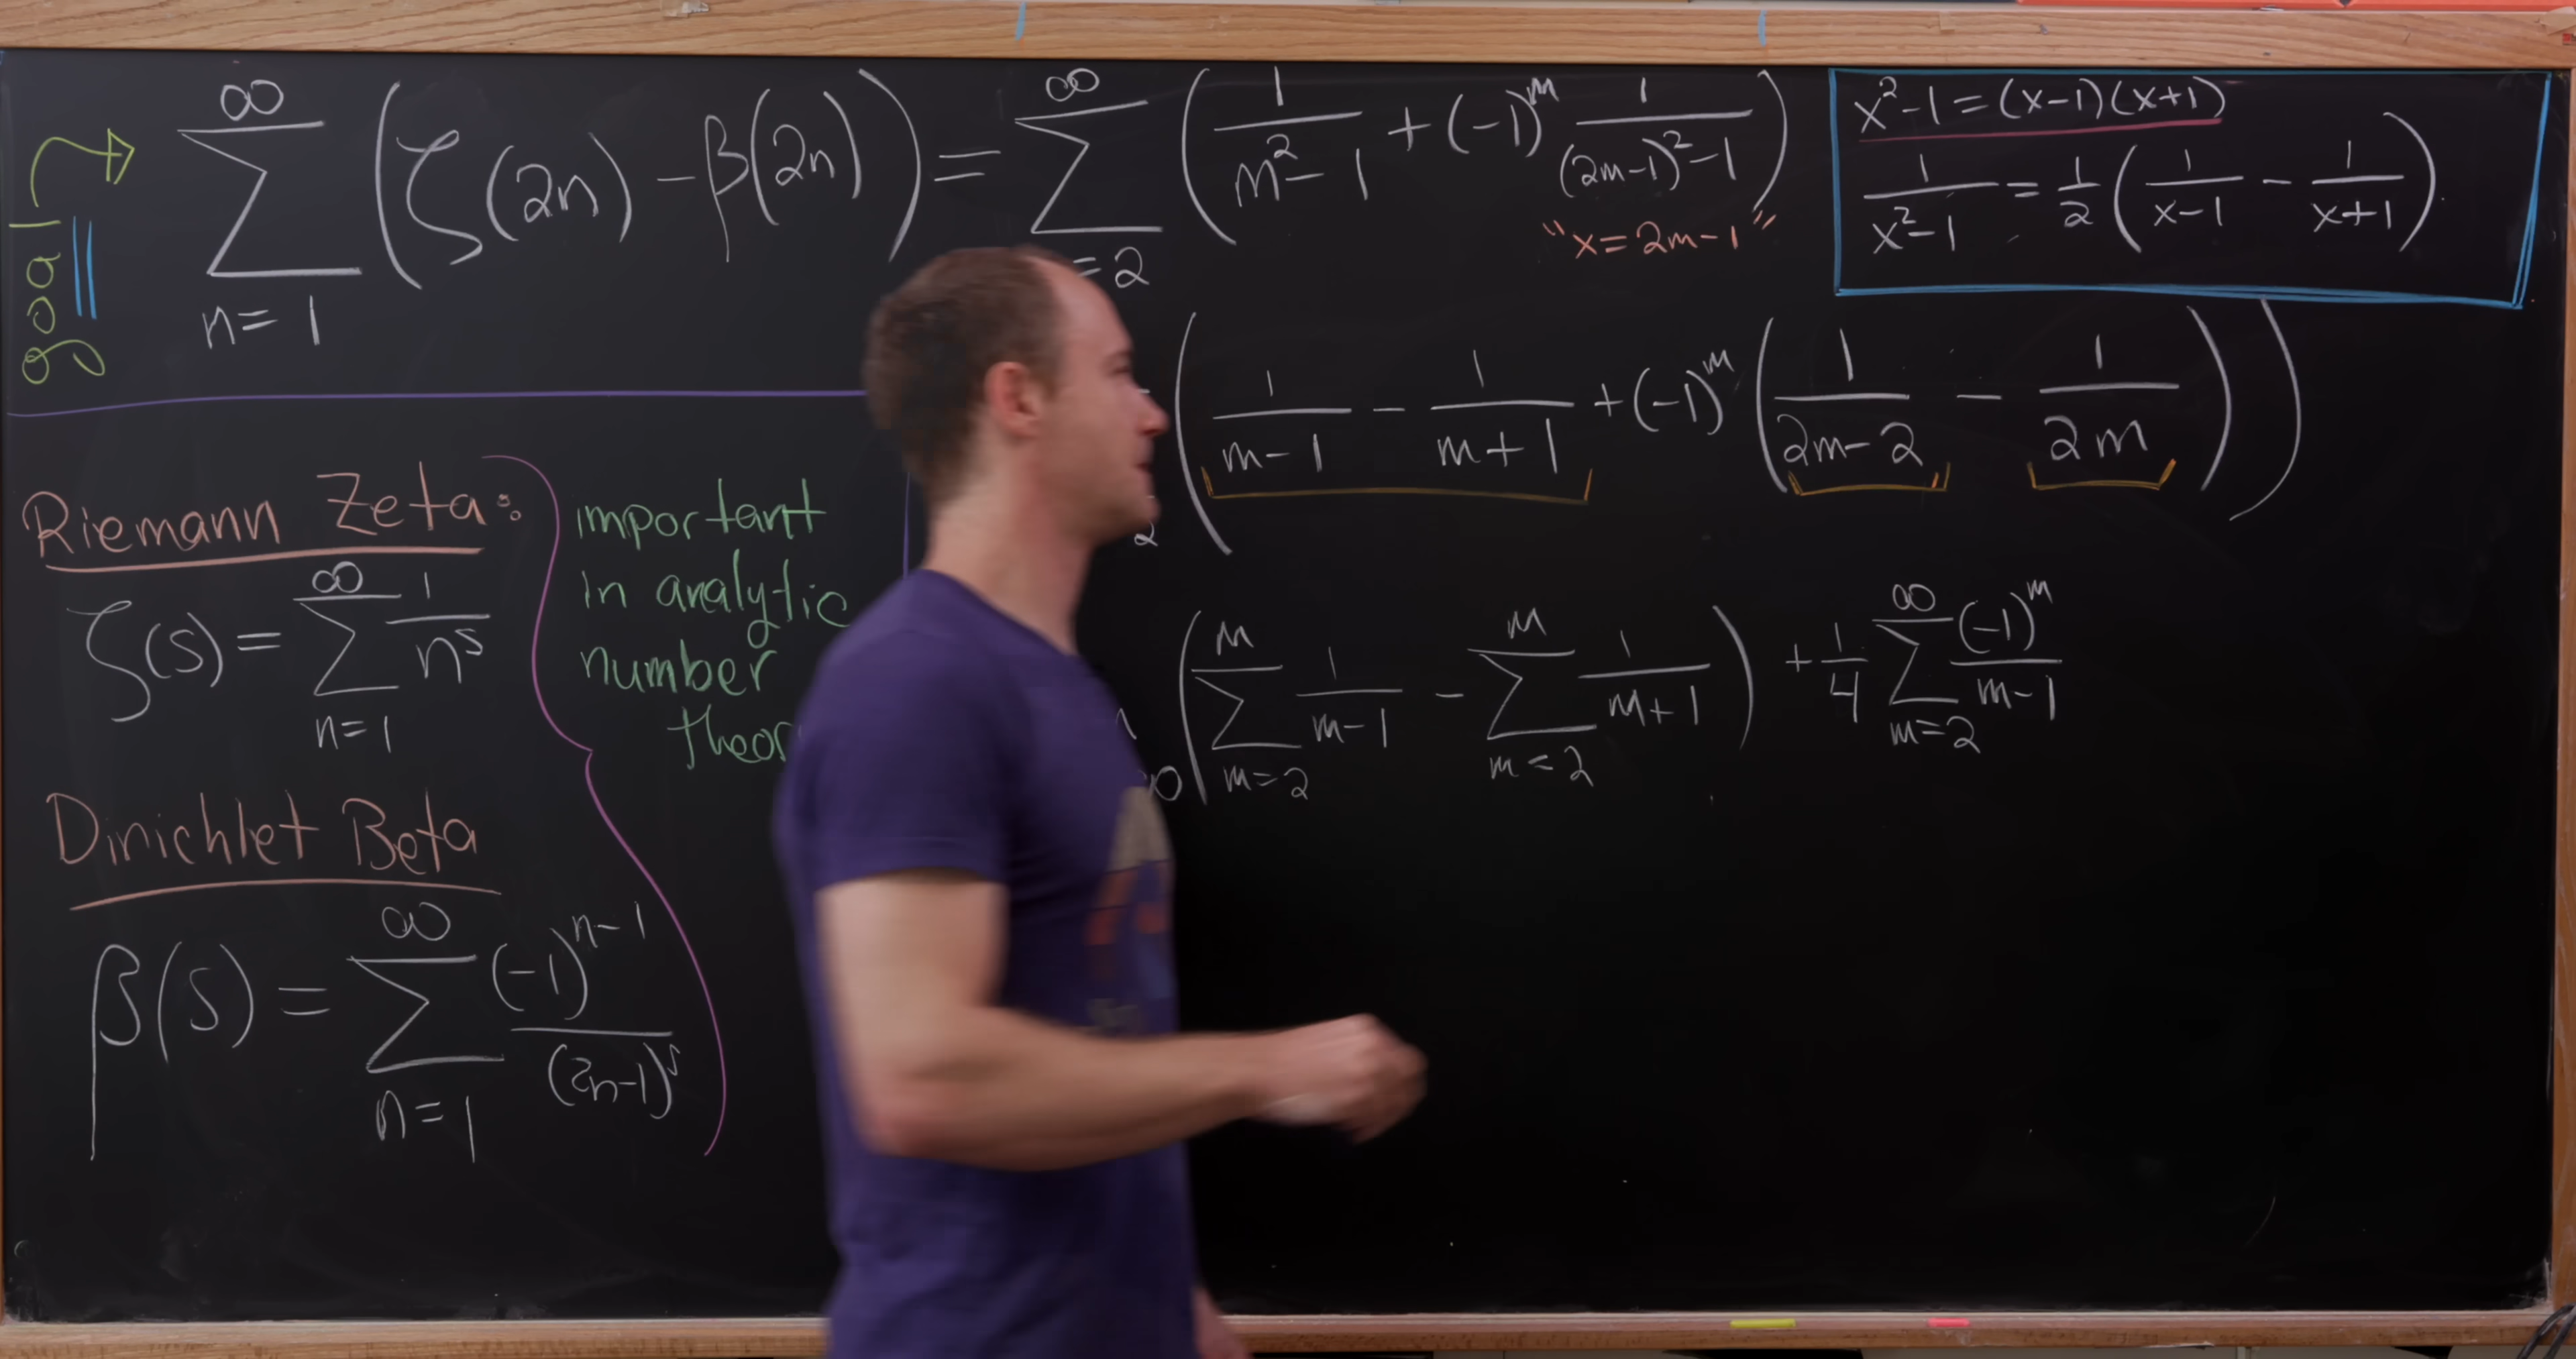 goal
∞ ∑ n=1 (ζ(2n) - β(2n)) = ∞ ∑ =2 (1/(m²-1) + (-1)^m 1/((2m-1)²-1))
"x=2m-1"
x²-1=(x-1)(x+1)
1/(x²-1) = 1/2 (1/(x-1) - 1/(x+1))
2 (1/(m-1) - 1/(m+1) + (-1)^m (1/(2m-2) - 1/(2m)))
(M ∑ m=2 1/(m-1) - M ∑ m=2 1/(m+1)) + 1/4 ∞ ∑ m=2 (-1)^m/(m-1)
Riemann Zeta:
ζ(s) = ∞ ∑ n=1 1/n^s
Dirichlet Beta
β(s) = ∞ ∑ n=1 (-1)^(n-1)/(2n-1)^s
important
in analytic
number
theor